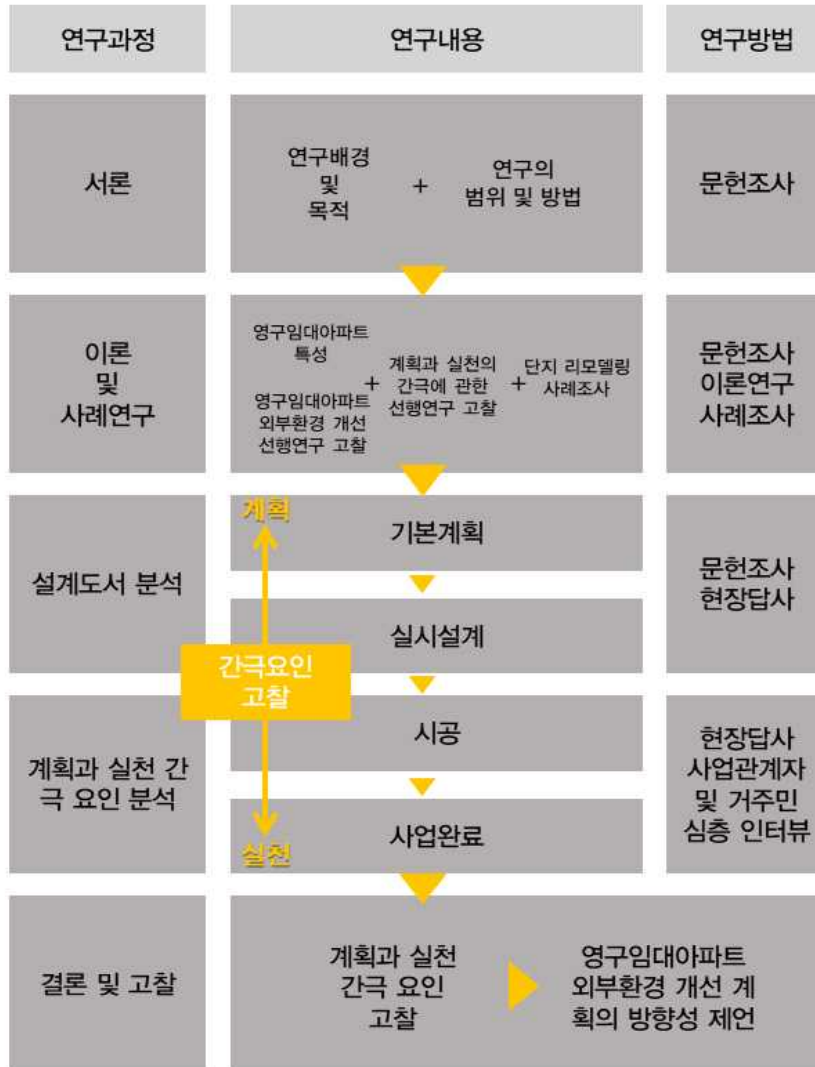 연구과정
연구내용
연구방법
서론
연구배경
및
목적
+
연구의
범위 및 방법
문헌조사
이론
및
사례연구
영구임대아파트
특성
영구임대아파트
외부환경 개선
선행연구 고찰
+
계획과 실천의
간극에 관한
선행연구 고찰
+
단지 리모델링
사례조사
문헌조사
이론연구
사례조사
설계도서 분석
계획
기본계획
실시설계
문헌조사
현장답사
간극요인
고찰
계획과 실천 간
극 요인 분석
시공
사업완료
실천
현장답사
사업관계자
및 거주민
심층 인터뷰
결론 및 고찰
계획과 실천
간극 요인
고찰
영구임대아파트
외부환경 개선 계
획의 방향성 제언